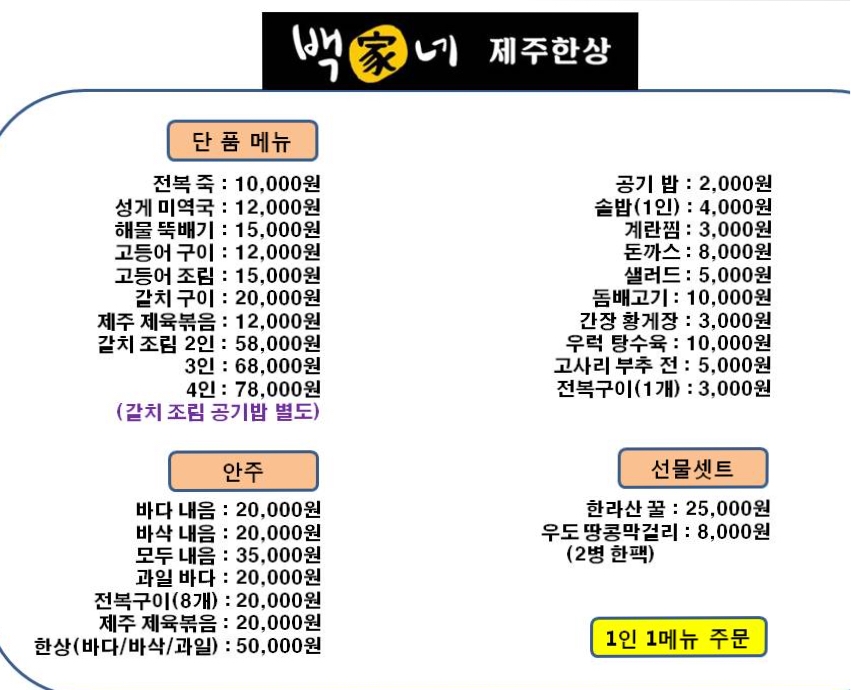 백家네 제주한상
단 품 메뉴
전복 죽 : 10,000원
성게 미역국 : 12,000원
해물 뚝배기 : 15,000원
고등어 구이 : 12,000원
고등어 조림 : 15,000원
갈치 구이 : 20,000원
제주 제육볶음 : 12,000원
갈치 조림 2인 : 58,000원
3인 : 68,000원
4인 : 78,000원
(갈치 조림 공기밥 별도)
공기 밥 : 2,000원
솥밥(1인) : 4,000원
계란찜 : 3,000원
돈까스 : 8,000원
샐러드 : 5,000원
돔배고기 : 10,000원
간장 황게장 : 3,000원
우럭 탕수육 : 10,000원
고사리 부추 전 : 5,000원
전복구이(1개) : 3,000원
안주
바다 내음 : 20,000원
바삭 내음 : 20,000원
모두 내음 : 35,000원
과일 바다 : 20,000원
전복구이(8개) : 20,000원
제주 제육볶음 : 20,000원
한상(바다/바삭/과일) : 50,000원
선물셋트
한라산 꿀 : 25,000원
우도 땅콩막걸리 : 8,000원
(2병 한팩)
1인 1메뉴 주문